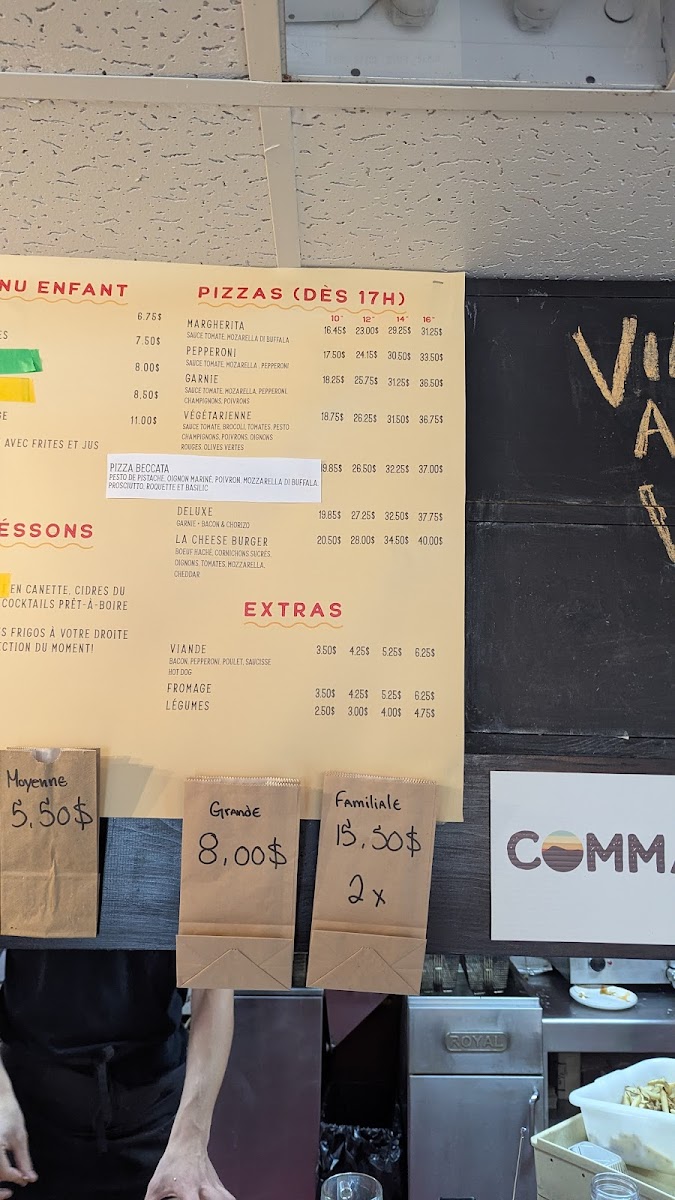 NU ENFANT
6.75$
ES
7.50$
8.00$
8.50$
GE
11.00$
AVEC FRITES ET JUS
ÉSSONS
EN CANETTE, CIDRES DU
COCKTAILS PRÊT-À-BOIRE
S FRIGOS À VOTRE DROITE
CTION DU MOMENT!
PIZZAS (DÈS 17H)
10" 12" 14" 16"
MARGHERITA 16.45$ 23.00$ 29.25$ 31.25$
SAUCE TOMATE, MOZARELLA DI BUFFALA
PEPPERONI 17.50$ 24.15$ 30.50$ 33.50$
SAUCE TOMATE, MOZARELLA, PEPPERONI
GARNIE 18.25$ 25.75$ 31.25$ 36.50$
SAUCE TOMATE, MOZARELLA, PEPPERONI,
CHAMPIGNONS, POIVRONS
VÉGÉTARIENNE 18.75$ 26.25$ 31.50$ 36.75$
SAUCE TOMATE, BROCOLI, TOMATES, PESTO
CHAMPIGNONS, POIVRONS, OIGNONS
ROUGES, OLIVES VERTES
PIZZA BECCATA 19.85$ 26.50$ 32.25$ 37.00$
PESTO DE PISTACHE, OIGNON MARINÉ, POIVRON, MOZZARELLA DI BUFFALA,
PROSCIUTTO, ROQUETTE ET BASILIC
DELUXE 19.85$ 27.25$ 32.50$ 37.75$
GARNIE + BACON & CHORIZO
LA CHEESE BURGER 20.50$ 28.00$ 34.50$ 40.00$
BOEUF HACHÉ, CORNICHONS SUCRÉS,
OIGNONS, TOMATES, MOZZARELLA,
CHEDDAR
EXTRAS
VIANDE 3.50$ 4.25$ 5.25$ 6.25$
BACON, PEPPERONI, POULET, SAUCISSE
HOT DOG
FROMAGE 3.50$ 4.25$ 5.25$ 6.25$
LÉGUMES 2.50$ 3.00$ 4.00$ 4.75$
Moyenne
5,50$
Grande
8,00$
Familiale
15,50$
2x
COMMA
ROYAL